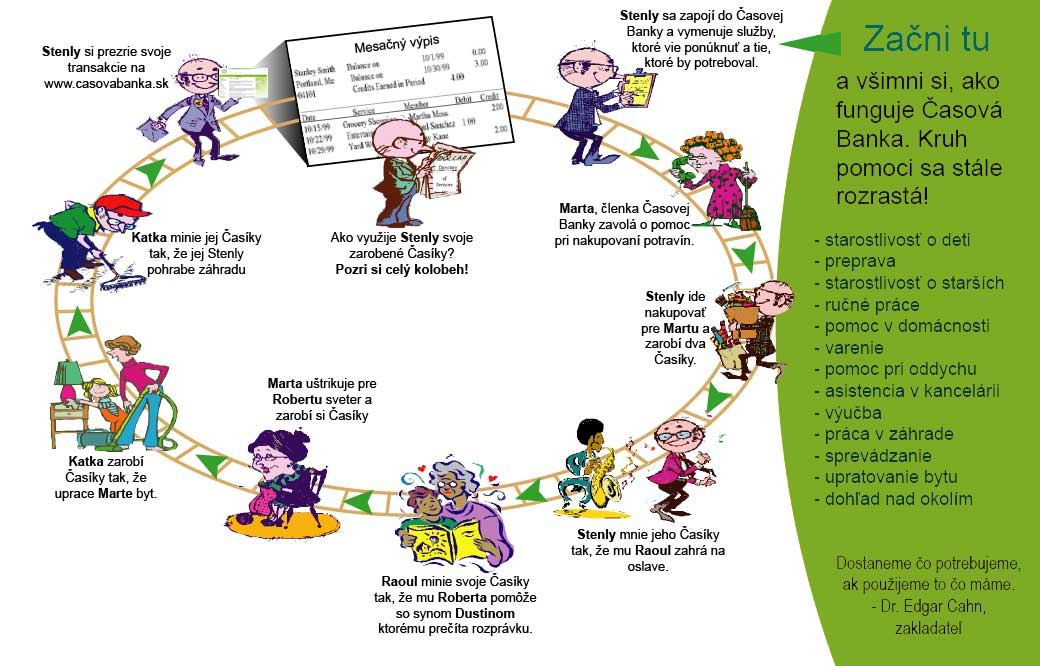 Začni tu
a všimni si, ako
funguje Časová
Banka. Kruh
pomoci sa stále
rozrastá!
- starostlivosť o deti
- preprava
- starostlivosť o starších
- ručné práce
- pomoc v domácnosti
- varenie
- pomoc pri oddychu
- asistencia v kancelárii
- výučba
- práca v záhrade
- sprevádzanie
- upratovanie bytu
- dohľad nad okolím
Dostaneme čo potrebujeme,
ak použijeme to čo máme.
- Dr. Edgar Cahn,
zakladateľ
Stenly sa zapojí do Časovej
Banky a vymenuje služby,
ktoré vie ponúknuť a tie,
ktoré by potreboval.
Marta, členka Časovej
Banky zavolá o pomoc
pri nakupovaní potravín.
Stenly ide
nakupovať
pre Martu a
zarobí dva
Časíky.
Stenly mnie jeho Časíky
tak, že mu Raoul zahrá na
oslave.
Raoul minie svoje Časíky
tak, že mu Roberta pomôže
so synom Dustinom
ktorému prečíta rozprávku.
Marta uštrikuje pre
Robertu sveter a
zarobí si Časíky
Katka zarobí
Časíky tak, že
uprace Marte byt.
Katka minie jej Časíky
tak, že jej Stenly
pohrabe záhradu
Stenly si prezrie svoje
transakcie na
www.casovabanka.sk
Mesačný výpis
Stanley Smith Balance on 10/1/99 0.00
Portland, Me Balance on 10/30/99 3.00
04101 Credits Earned in Period 4.00
Date Service Member Debit Credit
10/15/99 Grocery Martha Moss 2.00
10/22/99 Sanchez 1.00
10/29/99 Yard Kane 2.00
DOLLAR
Directory
of
Services
Ako využije Stenly svoje
zarobené Časíky?
Pozri si celý kolobeh!